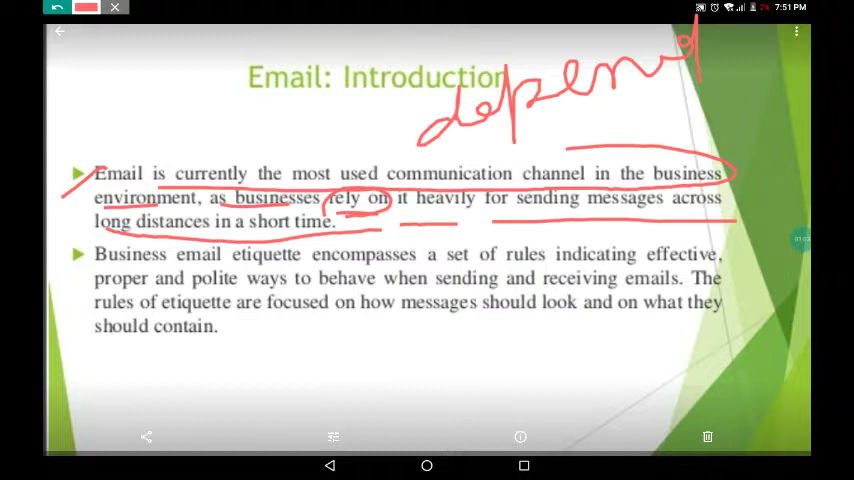 2% 7:51 PM
Email: Introduction
depend
Email is currently the most used communication channel in the business
environment, as businesses rely on it heavily for sending messages across
long distances in a short time.
1:03
Business email etiquette encompasses a set of rules indicating effective,
proper and polite ways to behave when sending and receiving emails. The
rules of etiquette are focused on how messages should look and on what they
should contain.